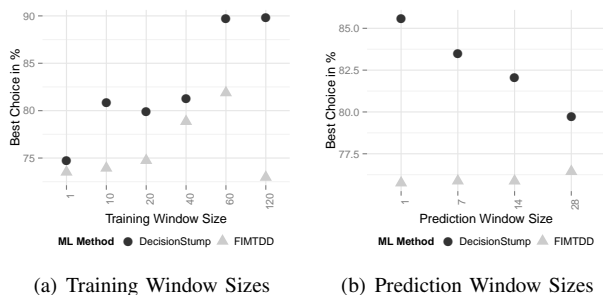 90
85
80
75
Best Choice in %
1
10
20
40
60
120
Training Window Size
ML Method DecisionStump FIMTDD
(a) Training Window Sizes
85.0
82.5
80.0
77.5
Best Choice in %
1
7
14
28
Prediction Window Size
ML Method DecisionStump FIMTDD
(b) Prediction Window Sizes